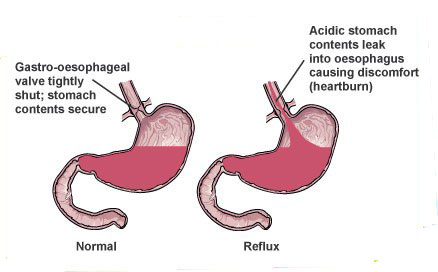 Gastro-oesophageal
valve tightly
shut; stomach
contents secure
Acidic stomach
contents leak
into oesophagus
causing discomfort
(heartburn)
Normal
Reflux